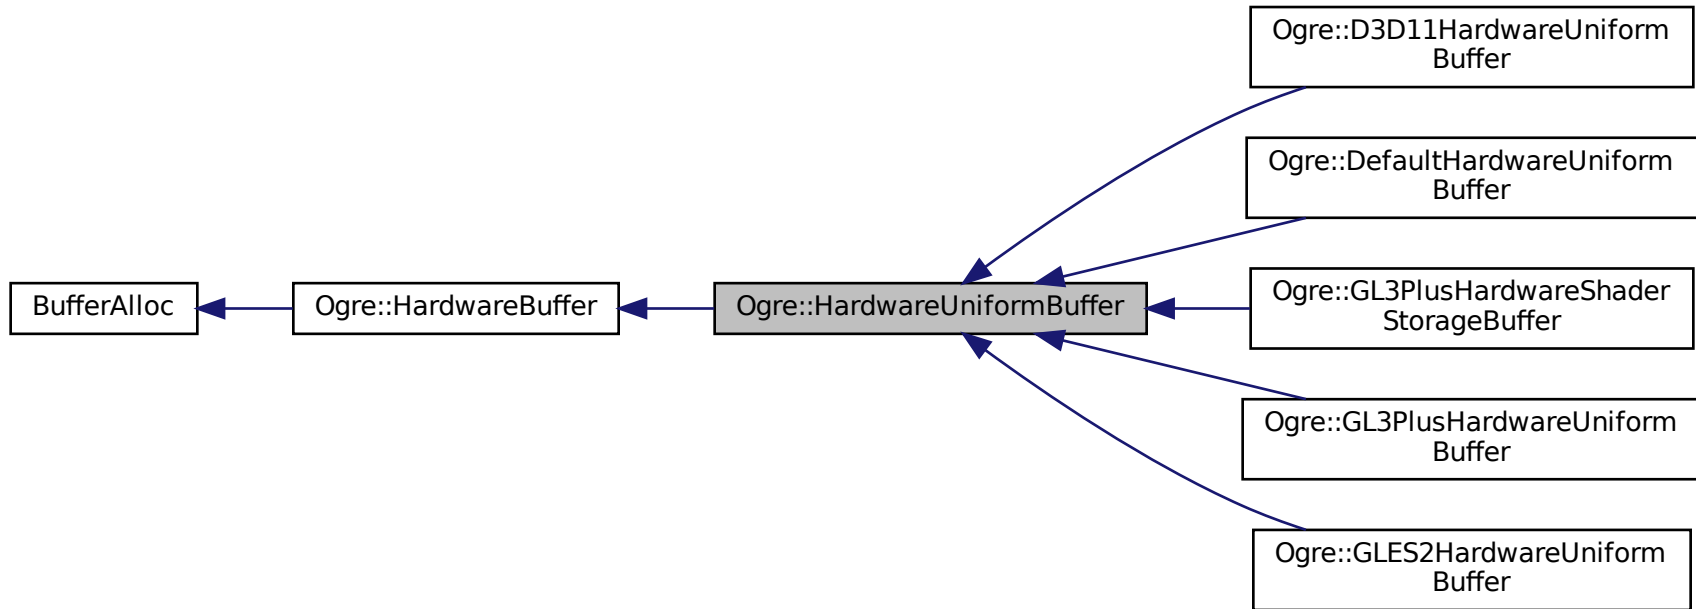 BufferAlloc
Ogre::HardwareBuffer
Ogre::HardwareUniformBuffer
Ogre::D3D11HardwareUniform
Buffer
Ogre::DefaultHardwareUniform
Buffer
Ogre::GL3PlusHardwareShader
StorageBuffer
Ogre::GL3PlusHardwareUniform
Buffer
Ogre::GLES2HardwareUniform
Buffer